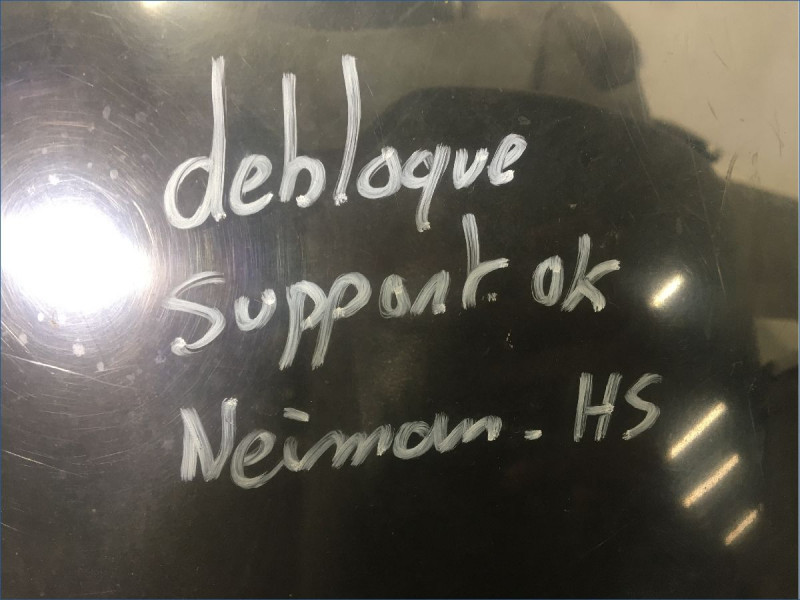 debloque
support ok
Neiman. HS